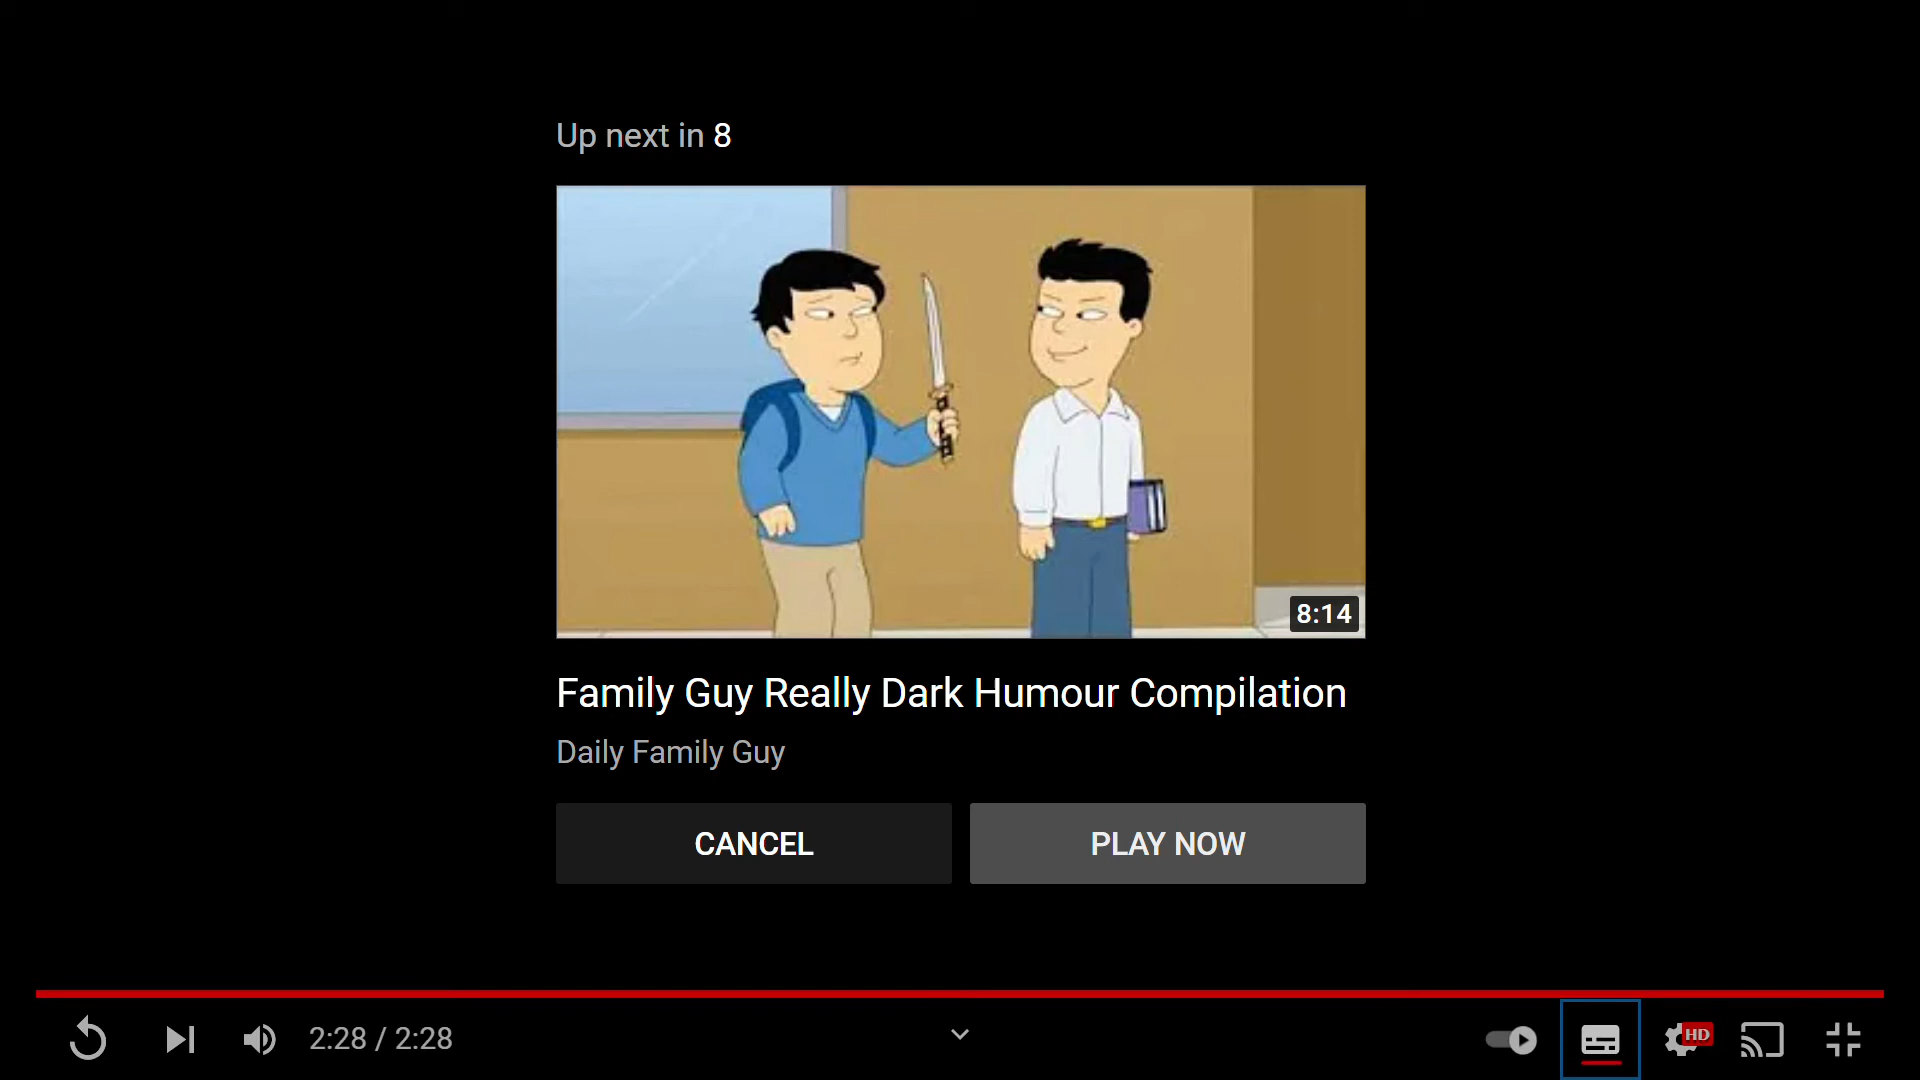 Up next in 8
8:14
Family Guy Really Dark Humour Compilation
Daily Family Guy
CANCEL
PLAY NOW
2:28 / 2:28
HD